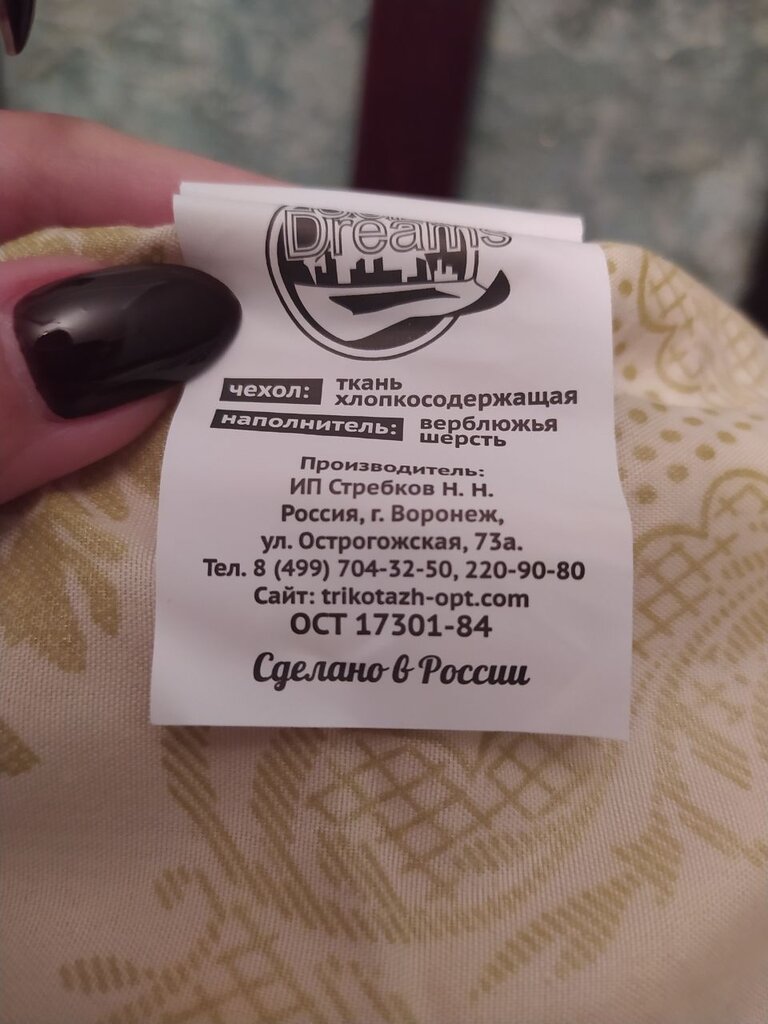 Dreams
чехол: ткань хлопкосодержащая
наполнитель: верблюжья шерсть
Производитель:
ИП Стребков Н. Н.
Россия, г. Воронеж,
ул. Острогожская, 73а.
Тел. 8 (499) 704-32-50, 220-90-80
Сайт: trikotazh-opt.com
ОСТ 17301-84
Сделано в России